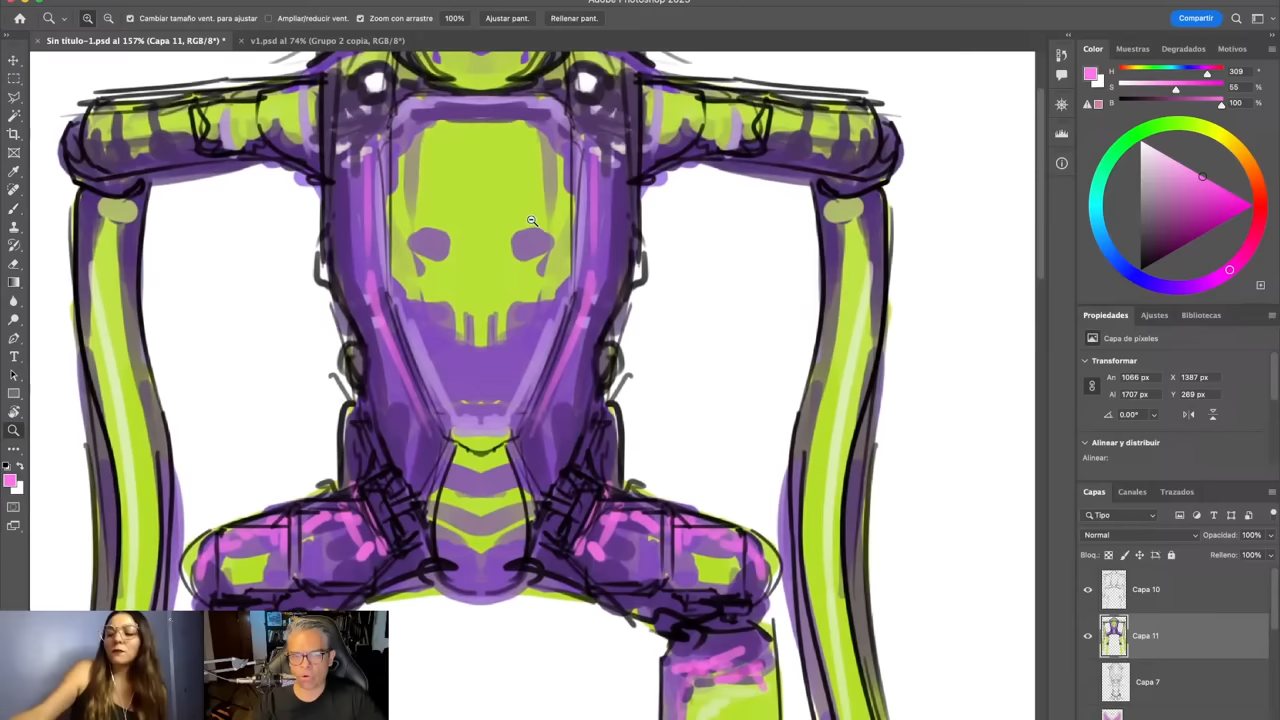 Adobe Photoshop 2023
Cambiar tamaño vent. para ajustar
Ampliar/reducir vent.
Zoom con arrastre
100%
Ajustar pant.
Rellenar pant.
Compartir
Sin título-1.psd al 157% (Capa 11, RGB/8*) *
v1.psd al 74% (Grupo 2 copia, RGB/8*)
Color
Muestras
Degradados
Motivos
H
309
°
S
55
%
B
100
%
Propiedades
Ajustes
Bibliotecas
Capa de píxeles
Transformar
An
1066 px
X
1387 px
Al
1707 px
Y
269 px
0.00°
Alinear y distribuir
Alinear:
Capas
Canales
Trazados
Tipo
Normal
Opacidad: 100%
Bloq.:
Relleno: 100%
Capa 10
Capa 11
Capa 7